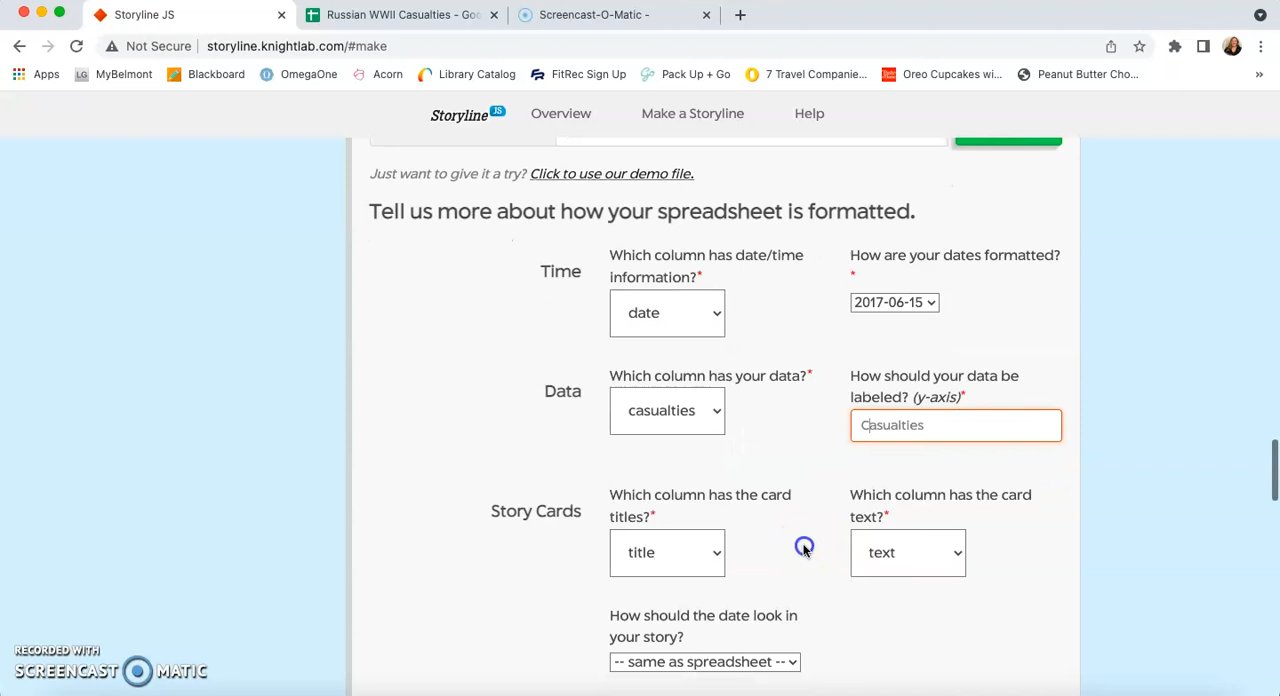 Storyline JS
Russian WWII Casualties - Goo
Screencast-O-Matic -
Not Secure
storyline.knightlab.com/#make
Apps
LG MyBelmont
Blackboard
OmegaOne
Acorn
Library Catalog
FitRec Sign Up
Pack Up + Go
7 Travel Companie...
Oreo Cupcakes wi...
Peanut Butter Cho...
»
Storyline JS
Overview
Make a Storyline
Help
Just want to give it a try? Click to use our demo file.
Tell us more about how your spreadsheet is formatted.
Time
Which column has date/time
information?*
date
How are your dates formatted?
*
2017-06-15
Data
Which column has your data?*
casualties
How should your data be
labeled? (y-axis)*
Casualties
Story Cards
Which column has the card
titles?*
title
Which column has the card
text?*
text
How should the date look in
your story?
-- same as spreadsheet --
RECORDED WITH
SCREENCAST MATIC